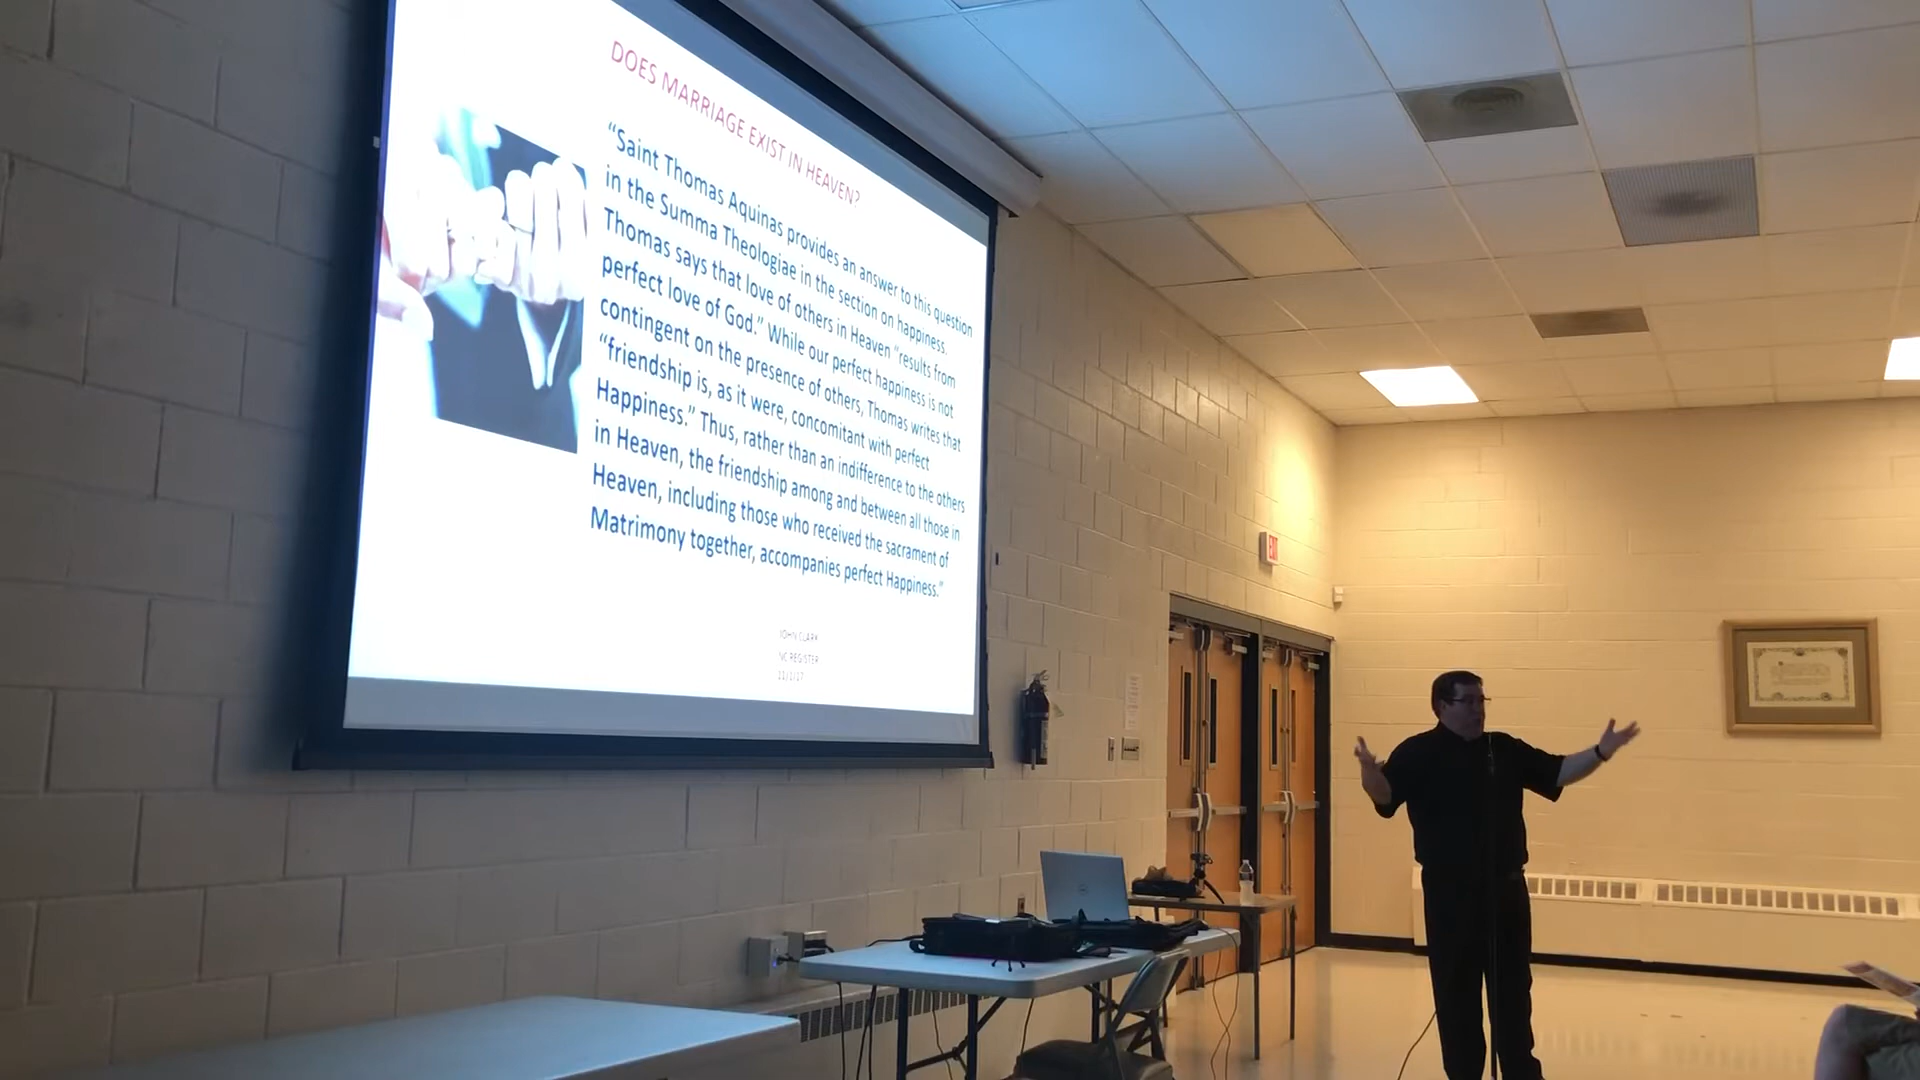 DOES MARRIAGE EXIST IN HEAVEN?
“Saint Thomas Aquinas provides an answer to this question
in the Summa Theologiae in the section on happiness.
Thomas says that love of others in Heaven “results from
perfect love of God.” While our perfect happiness is not
contingent on the presence of others, Thomas writes that
“friendship is, as it were, concomitant with perfect
Happiness.” Thus, rather than an indifference to the others
in Heaven, the friendship among and between all those in
Heaven, including those who received the sacrament of
Matrimony together, accompanies perfect Happiness.”
JOHN CLARK
NC REGISTER
11/1/17
EXIT
DELL